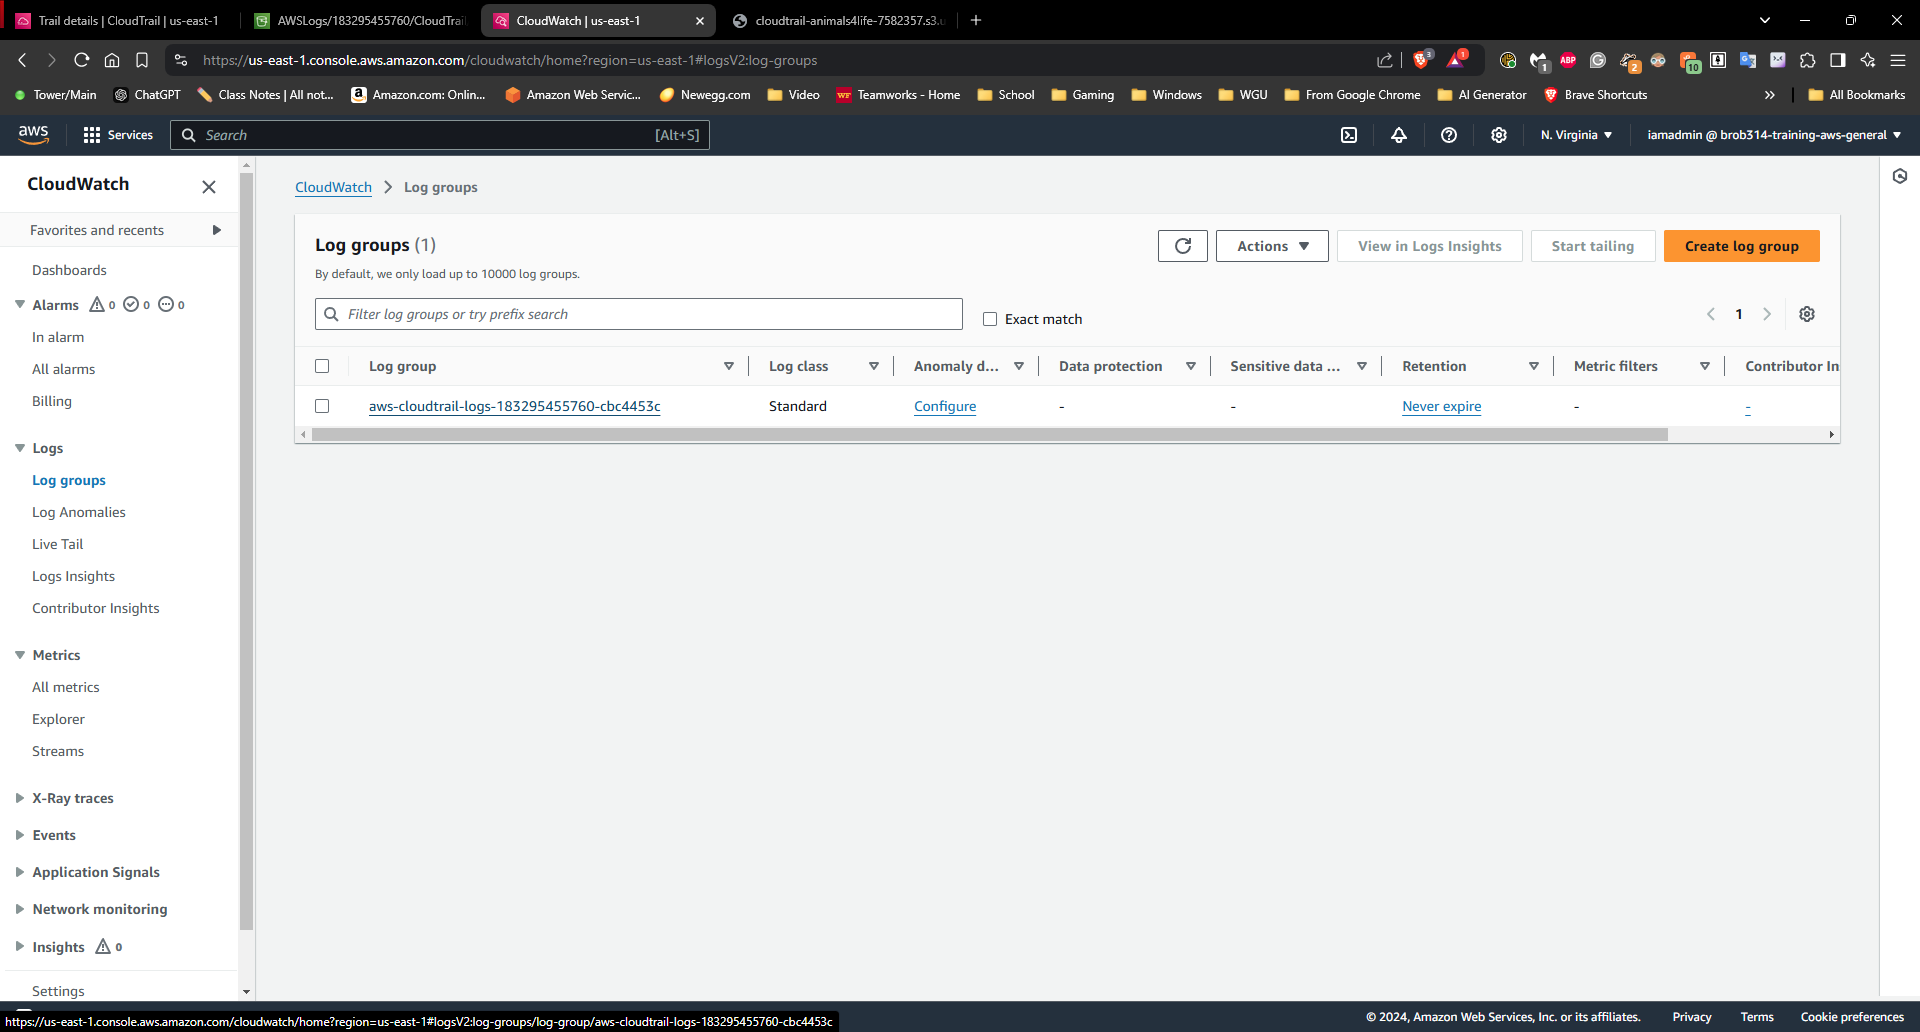 Trail details | CloudTrail | us-east-1
AWSLogs/183295455760/CloudTrail
CloudWatch | us-east-1
cloudtrail-animals4life-7582357.s3.u
https://us-east-1.console.aws.amazon.com/cloudwatch/home?region=us-east-1#logsV2:log-groups
3
1
1
ABP
2
10
Tower/Main
ChatGPT
Class Notes | All not...
Amazon.com: Onlin...
Amazon Web Servic...
Newegg.com
Video
WF
Teamworks - Home
School
Gaming
Windows
WGU
From Google Chrome
AI Generator
Brave Shortcuts
All Bookmarks
aws
Services
Search
[Alt+S]
N. Virginia
iamadmin @ brob314-training-aws-general
CloudWatch
Favorites and recents
Dashboards
Alarms 0 0 0
In alarm
All alarms
Billing
Logs
Log groups
Log Anomalies
Live Tail
Logs Insights
Contributor Insights
Metrics
All metrics
Explorer
Streams
X-Ray traces
Events
Application Signals
Network monitoring
Insights 0
Settings
CloudWatch > Log groups
Log groups (1)
By default, we only load up to 10000 log groups.
Actions
View in Logs Insights
Start tailing
Create log group
Filter log groups or try prefix search
Exact match
1
Log group
Log class
Anomaly d...
Data protection
Sensitive data ...
Retention
Metric filters
Contributor In
aws-cloudtrail-logs-183295455760-cbc4453c
Standard
Configure
-
-
Never expire
-
-
https://us-east-1.console.aws.amazon.com/cloudwatch/home?region=us-east-1#logsV2:log-groups/log-group/aws-cloudtrail-logs-183295455760-cbc4453c
© 2024, Amazon Web Services, Inc. or its affiliates.
Privacy
Terms
Cookie preferences